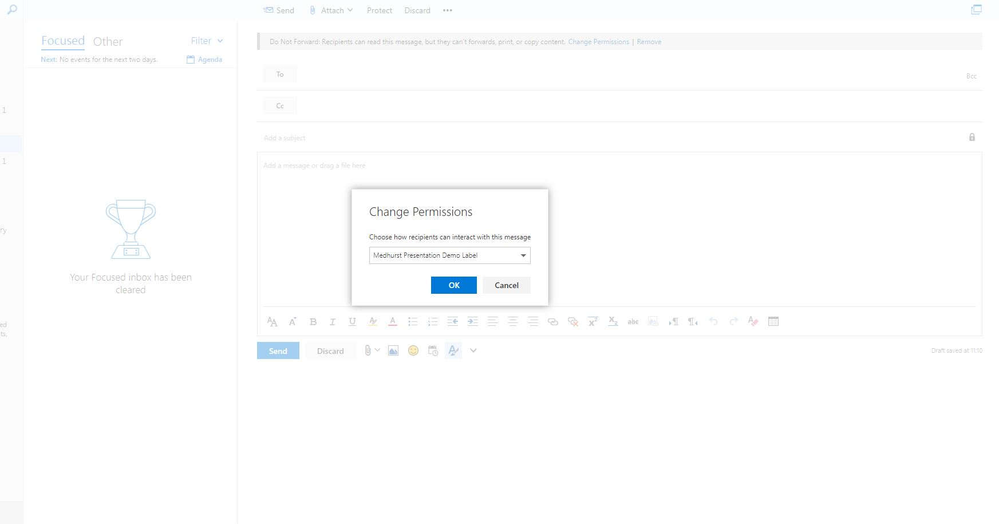 Send Attach Protect Discard •••
Focused Other Filter
Next: No events for the next two days. Agenda
1
1
ry
Your Focused inbox has been
cleared
ed
ts,
Do Not Forward: Recipients can read this message, but they can't forwards, print, or copy content. Change Permissions | Remove
To
Bcc
Cc
Add a subject
Add a message or drag a file here
Change Permissions
Choose how recipients can interact with this message
Medhurst Presentation Demo Label
OK Cancel
AA A B I U A A x² X₂ abc A
Send Discard A Draft saved at 11:10